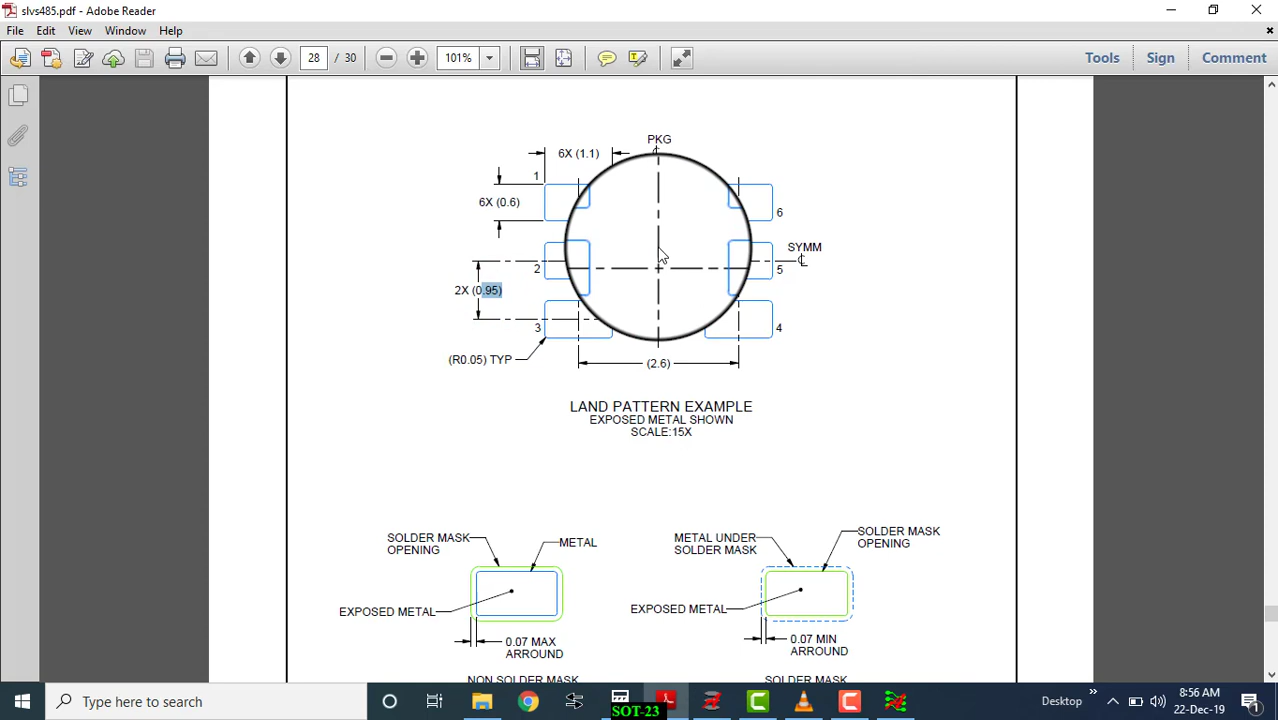 slvs485.pdf - Adobe Reader
File Edit View Window Help
28 / 30 101% Tools Sign Comment
PKG
6X (1.1)
1
6X (0.6)
6
SYMM
2
5
2X (0.95)
3
4
(R0.05) TYP
(2.6)
LAND PATTERN EXAMPLE
EXPOSED METAL SHOWN
SCALE:15X
SOLDER MASK
OPENING
METAL
METAL UNDER
SOLDER MASK
SOLDER MASK
OPENING
EXPOSED METAL
EXPOSED METAL
0.07 MAX
ARROUND
0.07 MIN
ARROUND
NON SOLDER MASK
SOLDER MASK
Type here to search
SOT-23
Desktop
8:56 AM
22-Dec-19